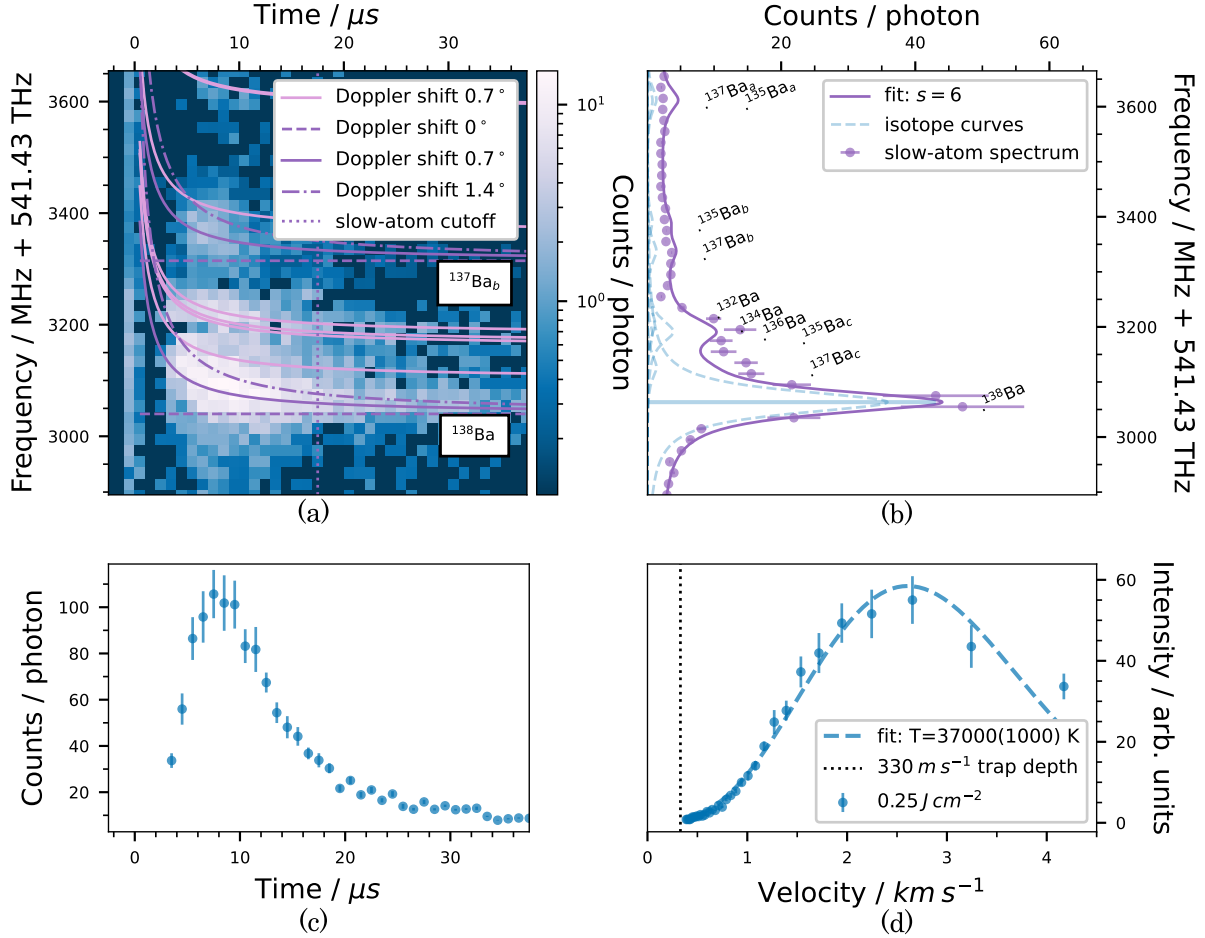 Time / μs
0 10 20 30
Frequency / MHz + 541.43 THz
3600
3400
3200
3000
Doppler shift 0.7°
Doppler shift 0°
Doppler shift 0.7°
Doppler shift 1.4°
slow-atom cutoff
¹³⁷Ba_b
¹³⁸Ba
10¹
10⁰
Counts / photon
(a)
Counts / photon
20 40 60
fit: s = 6
isotope curves
slow-atom spectrum
¹³⁷Ba_a
¹³⁵Ba_a
¹³⁵Ba_b
¹³⁷Ba_b
¹³²Ba
¹³⁴Ba
¹³⁶Ba
¹³⁵Ba_c
¹³⁷Ba_c
¹³⁸Ba
3600
3400
3200
3000
Frequency / MHz + 541.43 THz
(b)
Counts / photon
100
80
60
40
20
0 10 20 30
Time / μs
(c)
fit: T=37000(1000) K
330 m s⁻¹ trap depth
0.25 J cm⁻²
60
40
20
0
Intensity / arb. units
0 1 2 3 4
Velocity / km s⁻¹
(d)